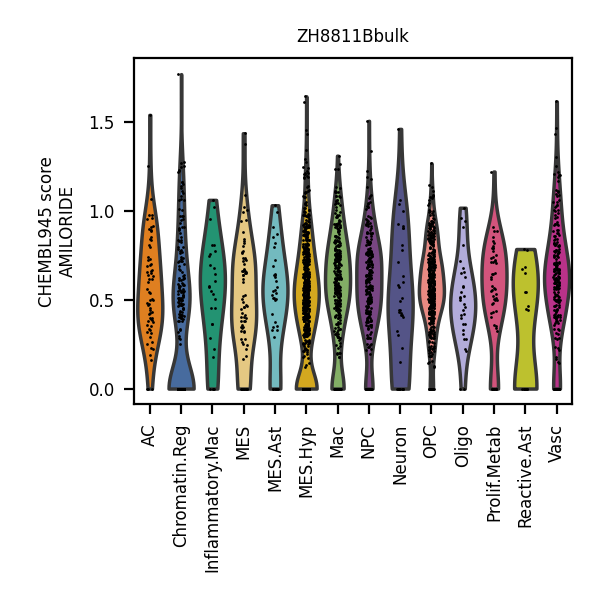 ZH8811Bbulk
CHEMBL945 score
AMILORIDE
1.5
1.0
0.5
0.0
AC
Chromatin.Reg
Inflammatory.Mac
MES
MES.Ast
MES.Hyp
Mac
NPC
Neuron
OPC
Oligo
Prolif.Metab
Reactive.Ast
Vasc